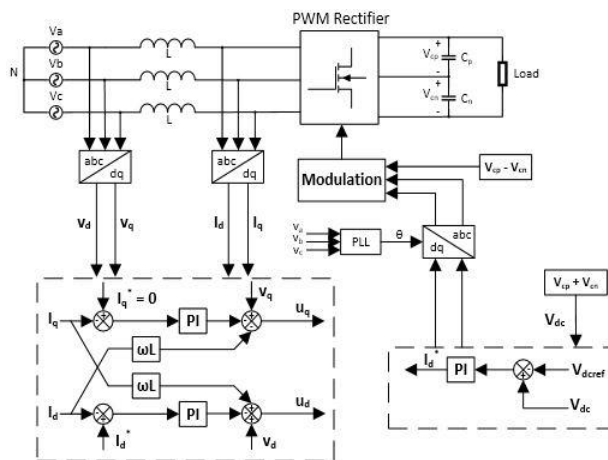 PWM Rectifier
Va
L
Vcp
+
-
Cp
N
Vb
L
Load
Vcn
+
-
Cn
Vc
L
abc
dq
abc
dq
Modulation
Vcp - Vcn
vd
vq
Id
Iq
va
vb
vc
PLL
θ
abc
dq
Iq* = 0
vq
Vcp + Vcn
Iq
PI
uq
Vdc
ωL
ωL
Id*
PI
Vdcref
Id
PI
ud
Vdc
Id*
vd